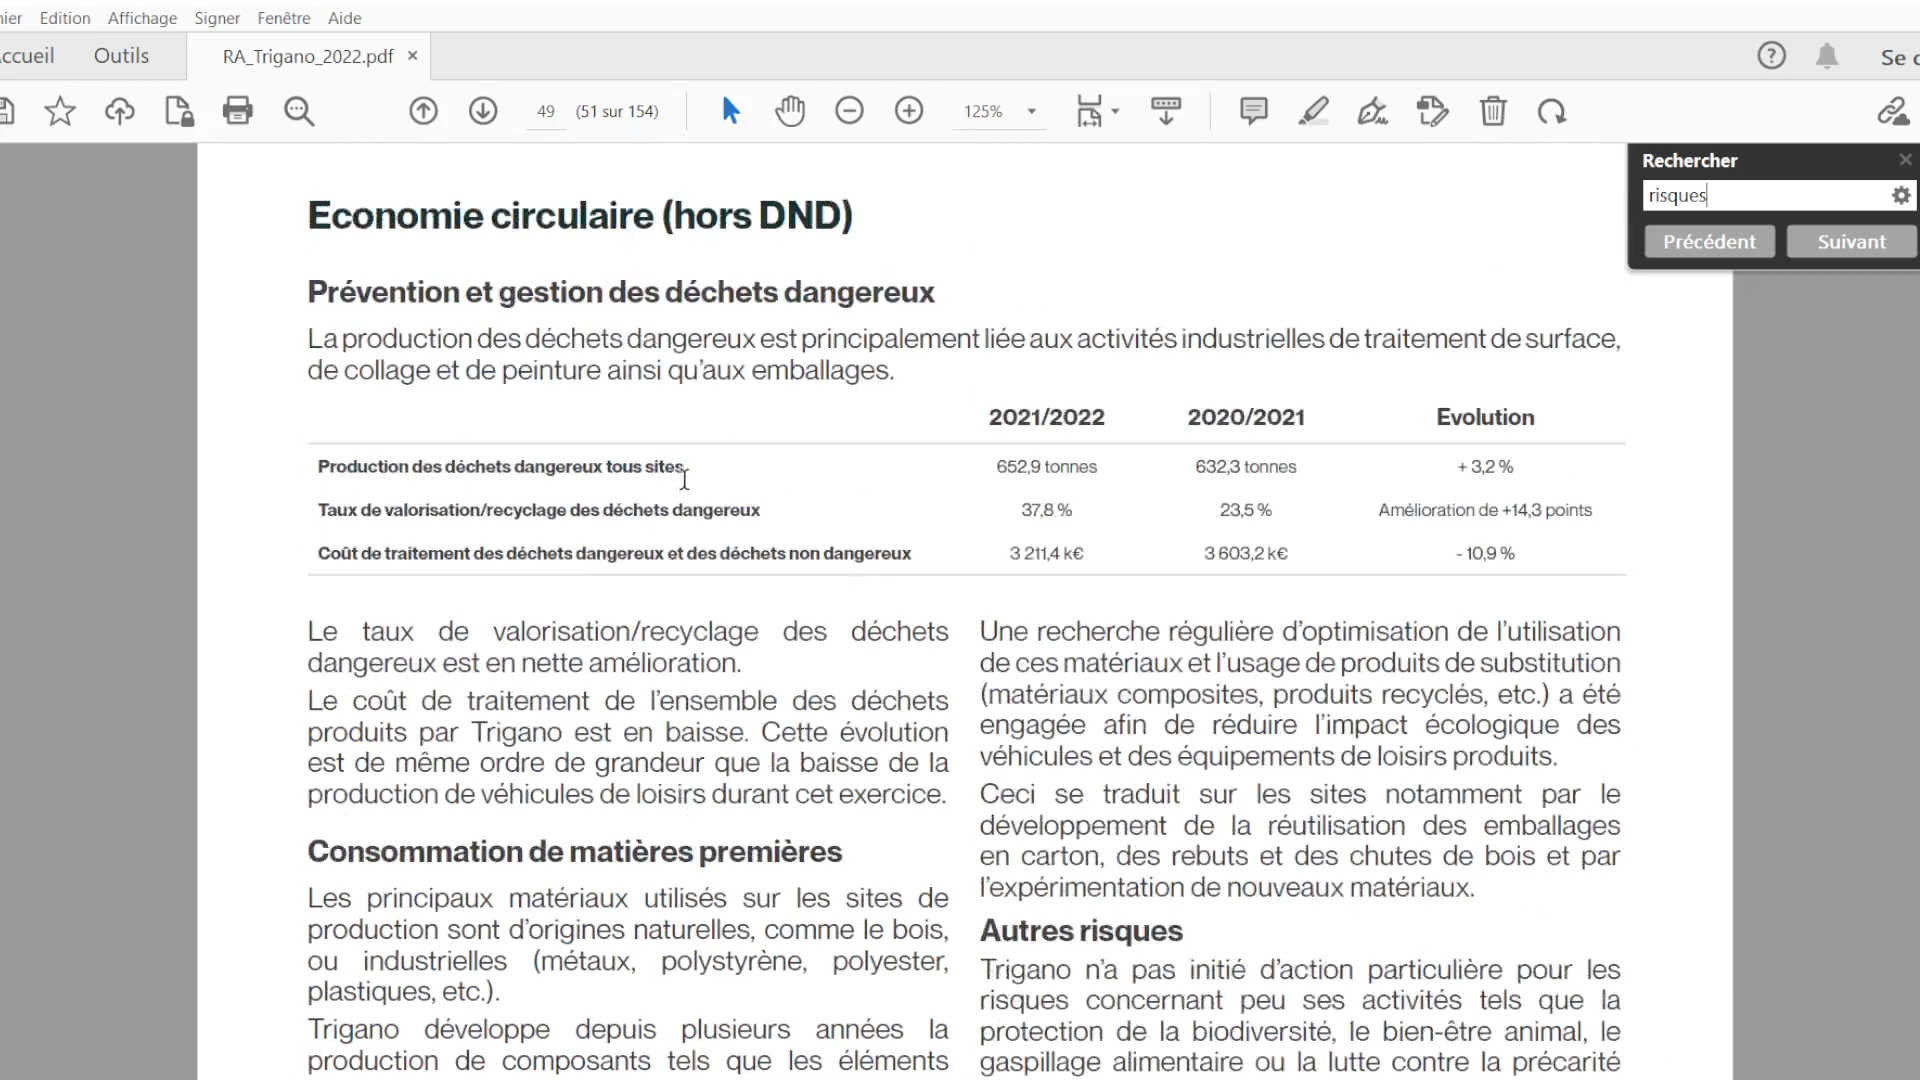 Edition Affichage Signer Fenêtre Aide
Outils RA_Trigano_2022.pdf × ?
49 (51 sur 154) 125%
Rechercher
risques
Précédent Suivant
Economie circulaire (hors DND)
Prévention et gestion des déchets dangereux
La production des déchets dangereux est principalement liée aux activités industrielles de traitement de surface,
de collage et de peinture ainsi qu'aux emballages.
2021/2022 2020/2021 Evolution
Production des déchets dangereux tous sites 652,9 tonnes 632,3 tonnes + 3,2 %
Taux de valorisation/recyclage des déchets dangereux 37,8 % 23,5 % Amélioration de +14,3 points
Coût de traitement des déchets dangereux et des déchets non dangereux 3 211,4 k€ 3 603,2 k€ - 10,9 %
Le taux de valorisation/recyclage des déchets
dangereux est en nette amélioration.
Le coût de traitement de l'ensemble des déchets
produits par Trigano est en baisse. Cette évolution
est de même ordre de grandeur que la baisse de la
production de véhicules de loisirs durant cet exercice.
Consommation de matières premières
Les principaux matériaux utilisés sur les sites de
production sont d'origines naturelles, comme le bois,
ou industrielles (métaux, polystyrène, polyester,
plastiques, etc.).
Trigano développe depuis plusieurs années la
production de composants tels que les éléments
Une recherche régulière d'optimisation de l'utilisation
de ces matériaux et l'usage de produits de substitution
(matériaux composites, produits recyclés, etc.) a été
engagée afin de réduire l'impact écologique des
véhicules et des équipements de loisirs produits.
Ceci se traduit sur les sites notamment par le
développement de la réutilisation des emballages
en carton, des rebuts et des chutes de bois et par
l'expérimentation de nouveaux matériaux.
Autres risques
Trigano n'a pas initié d'action particulière pour les
risques concernant peu ses activités tels que la
protection de la biodiversité, le bien-être animal, le
gaspillage alimentaire ou la lutte contre la précarité